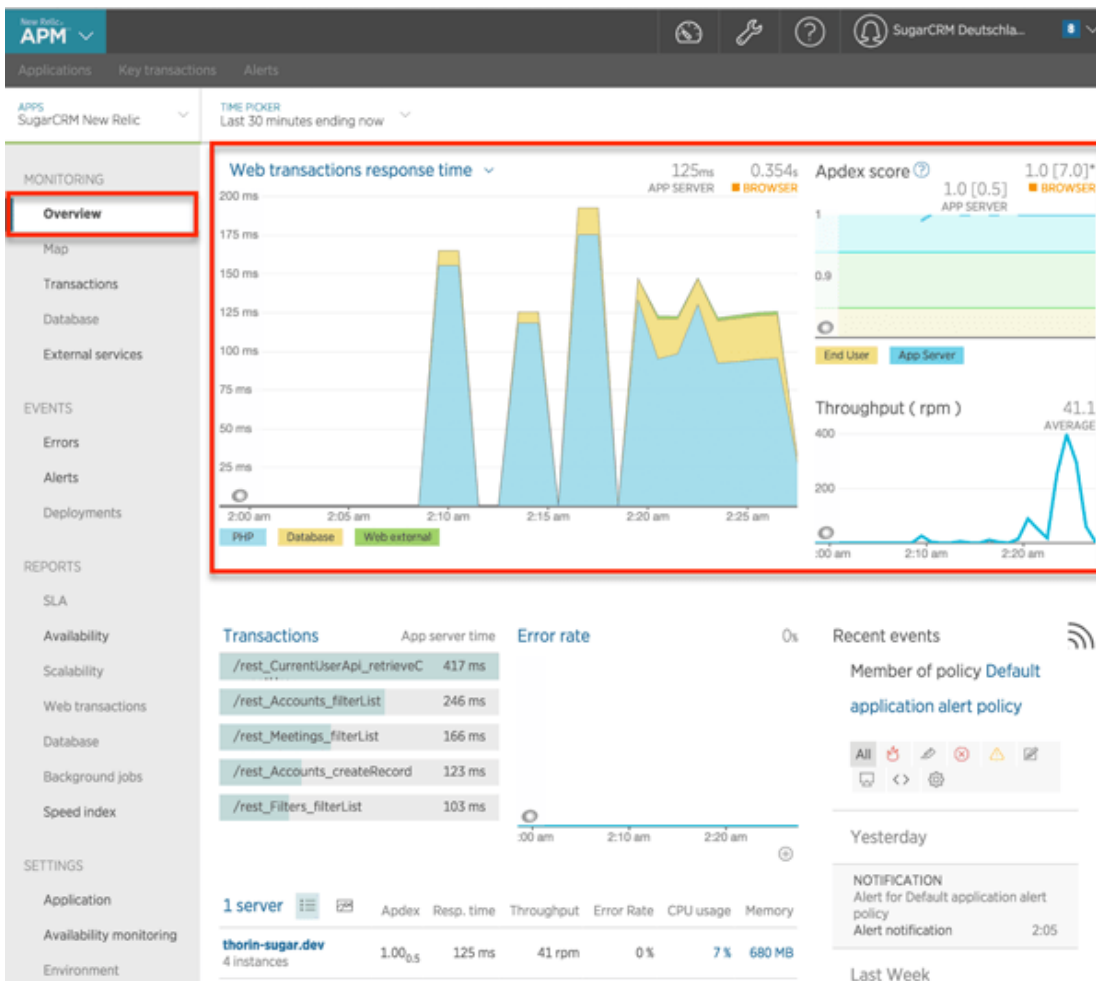 New Relic.
APM
SugarCRM Deutschla...
8
Applications Key transactions Alerts
APPS
SugarCRM New Relic
TIME PICKER
Last 30 minutes ending now
MONITORING
Overview
Map
Transactions
Database
External services
EVENTS
Errors
Alerts
Deployments
REPORTS
SLA
Availability
Scalability
Web transactions
Database
Background jobs
Speed index
SETTINGS
Application
Availability monitoring
Environment
Web transactions response time
125ms
APP SERVER
0.354s
BROWSER
200 ms
175 ms
150 ms
125 ms
100 ms
75 ms
50 ms
25 ms
2:00 am 2:05 am 2:10 am 2:15 am 2:20 am 2:25 am
PHP Database Web external
Apdex score ?
1.0 [0.5]
APP SERVER
1.0 [7.0]*
BROWSER
1
0.9
End User App Server
Throughput ( rpm )
41.1
AVERAGE
400
200
:00 am 2:10 am 2:20 am
Transactions App server time
/rest_CurrentUserApi_retrieveC 417 ms
/rest_Accounts_filterList 246 ms
/rest_Meetings_filterList 166 ms
/rest_Accounts_createRecord 123 ms
/rest_Filters_filterList 103 ms
Error rate
0%
:00 am 2:10 am 2:20 am
Recent events
Member of policy Default
application alert policy
All
Yesterday
NOTIFICATION
Alert for Default application alert
policy
Alert notification 2:05
Last Week
1 server
Apdex Resp. time Throughput Error Rate CPU usage Memory
thorin-sugar.dev
4 instances
1.00 0.5 125 ms 41 rpm 0 % 7 % 680 MB